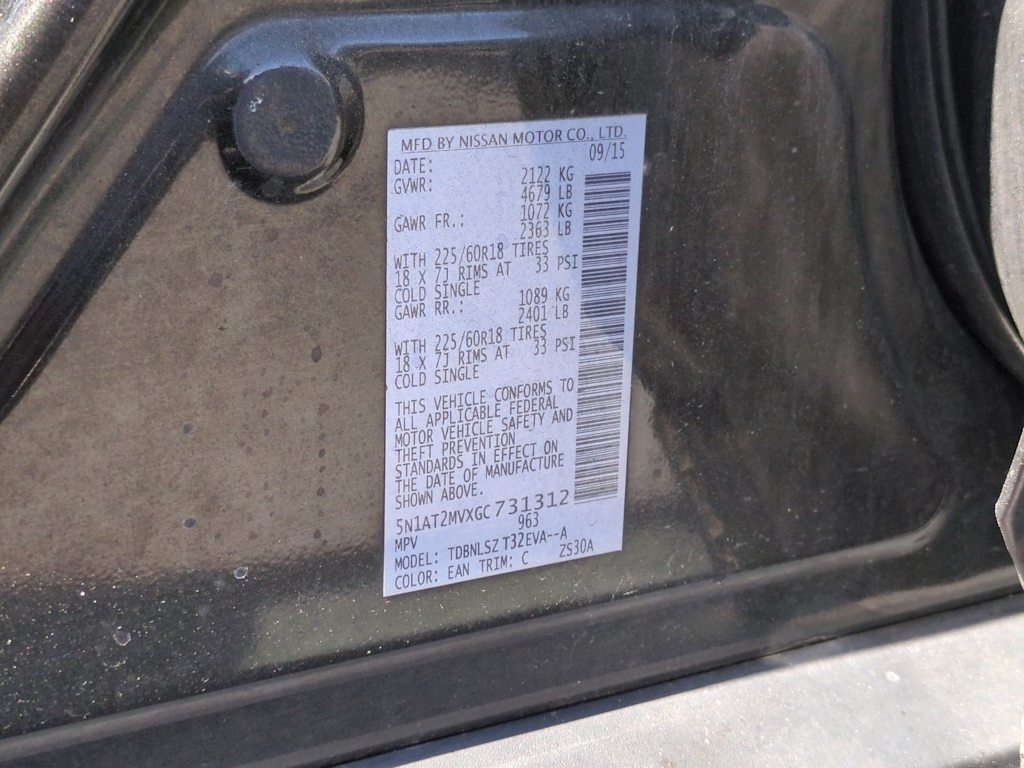 MFD BY NISSAN MOTOR CO., LTD.
DATE: 09/15
GVWR: 2122 KG
4679 LB
GAWR FR.: 1072 KG
2363 LB
WITH 225/60R18 TIRES
18 X 7J RIMS AT 33 PSI
COLD SINGLE
GAWR RR.: 1089 KG
2401 LB
WITH 225/60R18 TIRES
18 X 7J RIMS AT 33 PSI
COLD SINGLE
THIS VEHICLE CONFORMS TO
ALL APPLICABLE FEDERAL
MOTOR VEHICLE SAFETY AND
THEFT PREVENTION
STANDARDS IN EFFECT ON
THE DATE OF MANUFACTURE
SHOWN ABOVE.
5N1AT2MVXGC731312
MPV 963
MODEL: TDBNLSZ T32EVA--A
COLOR: EAN TRIM: C ZS30A